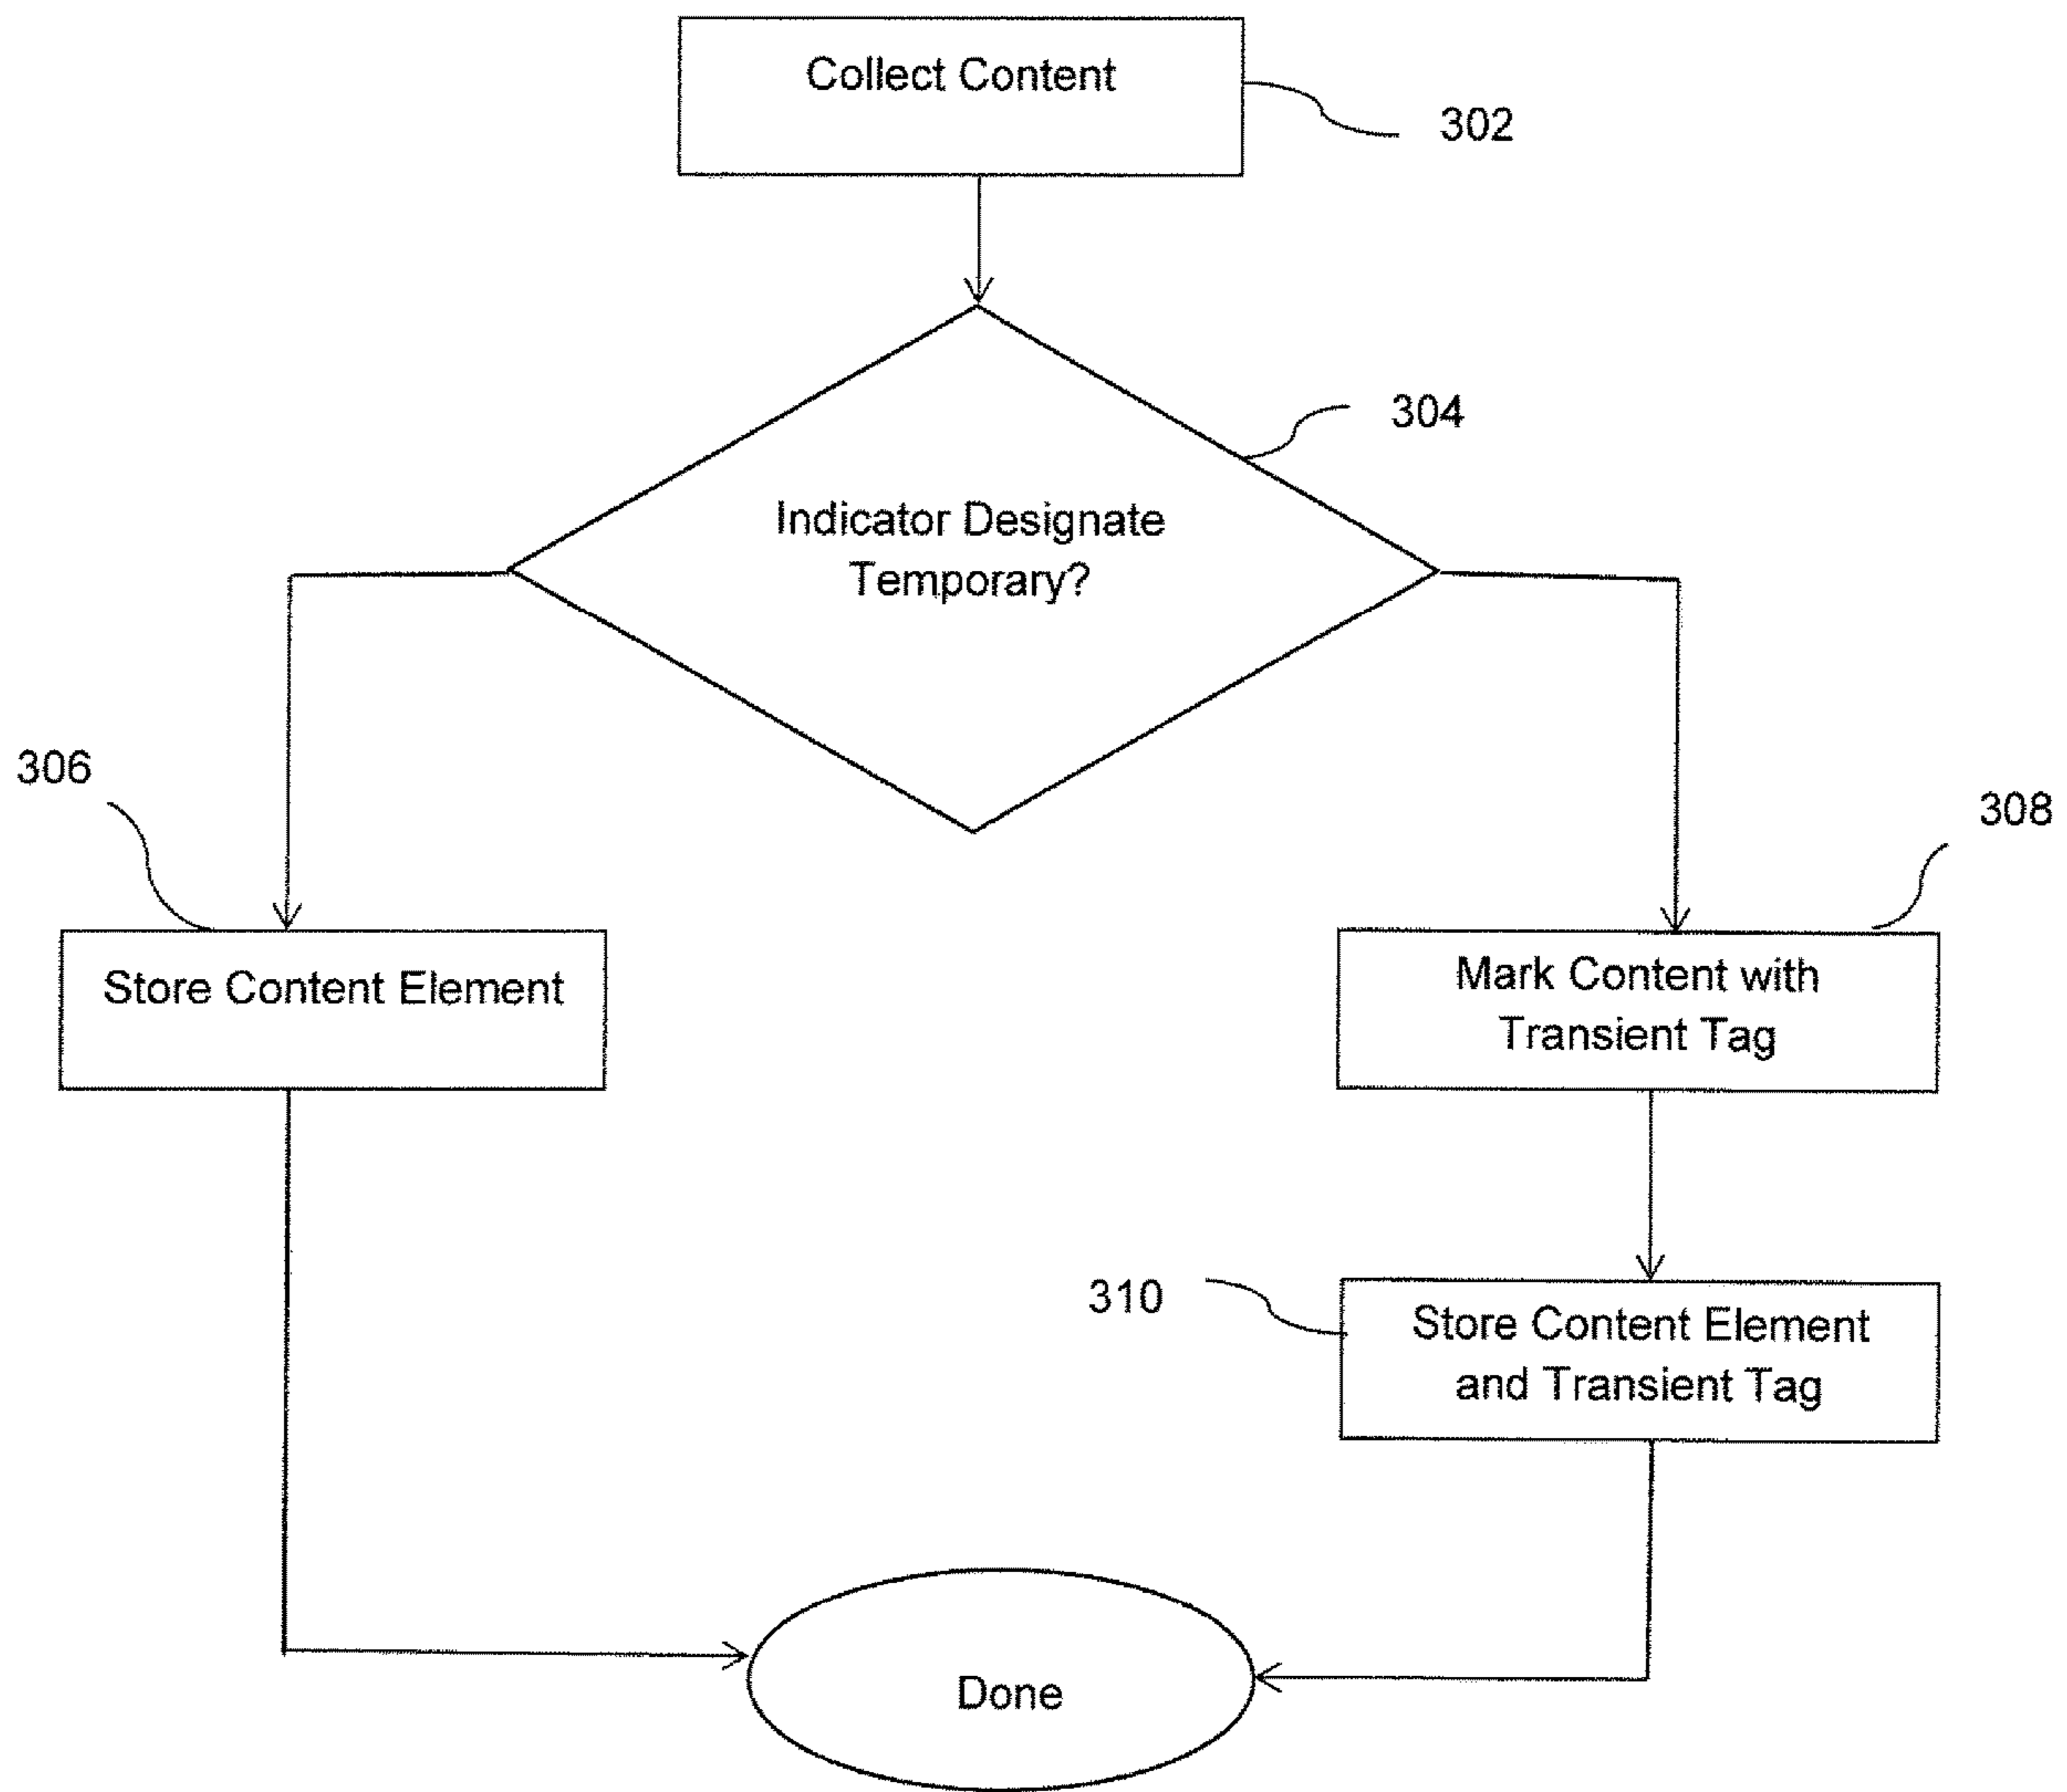 Collect Content
302
304
Indicator Designate
Temporary?
306
308
Store Content Element
Mark Content with
Transient Tag
310
Store Content Element
and Transient Tag
Done